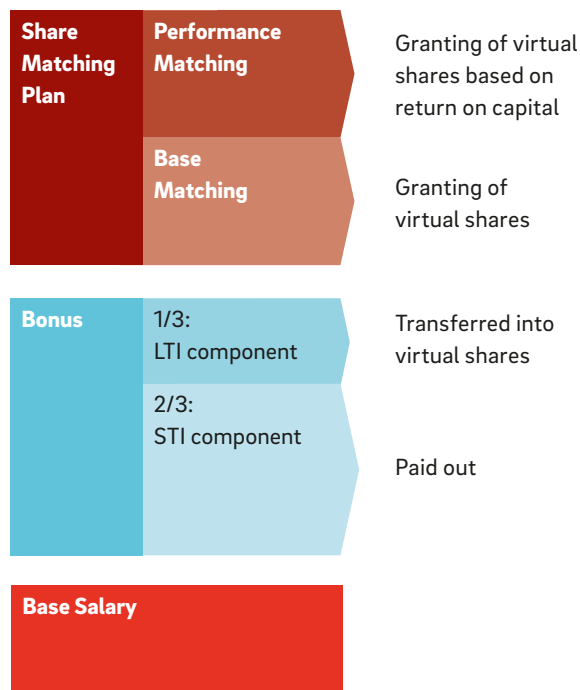 Share
Matching
Plan
Performance
Matching
Granting of virtual
shares based on
return on capital
Base
Matching
Granting of
virtual shares
Bonus
1/3:
LTI component
Transferred into
virtual shares
2/3:
STI component
Paid out
Base Salary